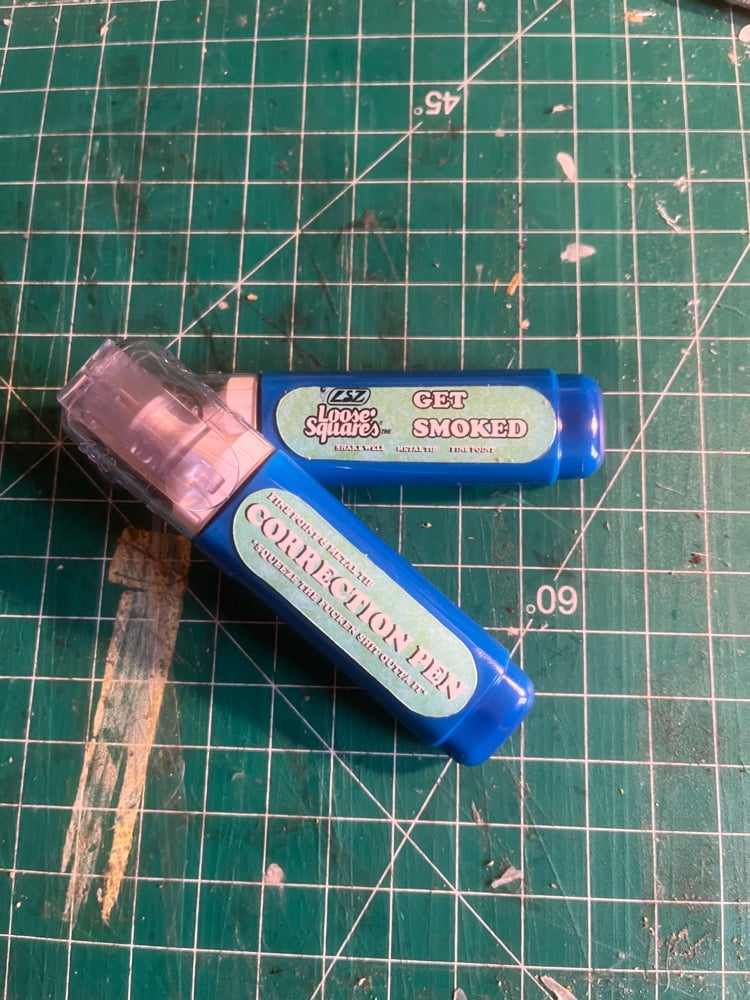 45°
LSZ
Loose
Squares
GET
SMOKED
SHAKE WELL METAL TIP FINE POINT
FINE POINT & METAL TIP
CORRECTION PEN
"SQUEEZE THE FUCKEN SHIT OUTTA IT"
60°